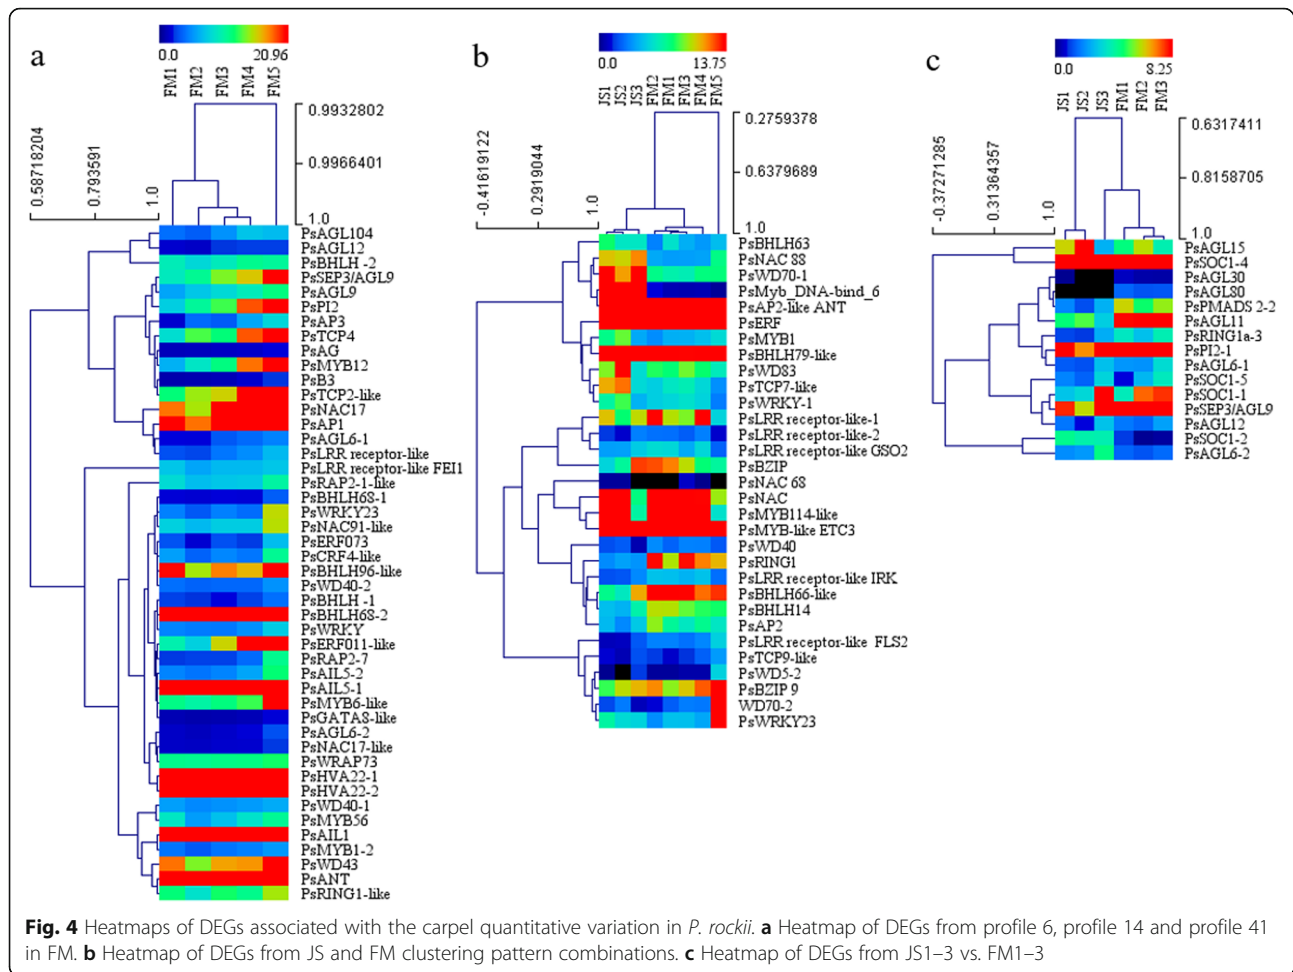 a
0.0 20.96
FM1 FM2 FM3 FM4 FM5
0.9932802
0.9966401
1.0
0.58718204 0.793591 1.0
PsAGL104
PsAGL12
PsBHLH -2
PsSEP3/AGL9
PsAGL9
PsPI2
PsAP3
PsTCP4
PsAG
PsMYB12
PsB3
PsTCP2-like
PsNAC17
PsAP1
PsAGL6-1
PsLRR receptor-like
PsLRR receptor-like FEI1
PsRAP2-1-like
PsBHLH68-1
PsWRKY23
PsNAC91-like
PsERF073
PsCRF4-like
PsBHLH96-like
PsWD40-2
PsBHLH -1
PsBHLH68-2
PsWRKY
PsERF011-like
PsRAP2-7
PsAIL5-2
PsAIL5-1
PsMYB6-like
PsGATA8-like
PsAGL6-2
PsNAC17-like
PsWRAP73
PsHVA22-1
PsHVA22-2
PsWD40-1
PsMYB56
PsAIL1
PsMYB1-2
PsWD43
PsANT
PsRING1-like
b
0.0 13.75
JS1 JS2 JS3 FM2 FM1 FM3 FM4 FM5
0.2759378
0.6379689
1.0
-0.41619122 0.2919044 1.0
PsBHLH63
PsNAC 88
PsWD70-1
PsMyb_DNA-bind_6
PsAP2-like ANT
PsERF
PsMYB1
PsBHLH79-like
PsWD83
PsTCP7-like
PsWRKY-1
PsLRR receptor-like-1
PsLRR receptor-like-2
PsLRR receptor-like GSO2
PsBZIP
PsNAC 68
PsNAC
PsMYB114-like
PsMYB-like ETC3
PsWD40
PsRING1
PsLRR receptor-like IRK
PsBHLH66-like
PsBHLH14
PsAP2
PsLRR receptor-like FLS2
PsTCP9-like
PsWD5-2
PsBZIP 9
WD70-2
PsWRKY23
c
0.0 8.25
JS1 JS2 JS3 FM1 FM2 FM3
0.6317411
0.8158705
1.0
-0.37271285 0.31364357 1.0
PsAGL15
PsSOC1-4
PsAGL30
PsAGL80
PsPMADS 2-2
PsAGL11
PsRING1a-3
PsPI2-1
PsAGL6-1
PsSOC1-5
PsSOC1-1
PsSEP3/AGL9
PsAGL12
PsSOC1-2
PsAGL6-2
Fig. 4 Heatmaps of DEGs associated with the carpel quantitative variation in P. rockii. a Heatmap of DEGs from profile 6, profile 14 and profile 41
in FM. b Heatmap of DEGs from JS and FM clustering pattern combinations. c Heatmap of DEGs from JS1–3 vs. FM1–3